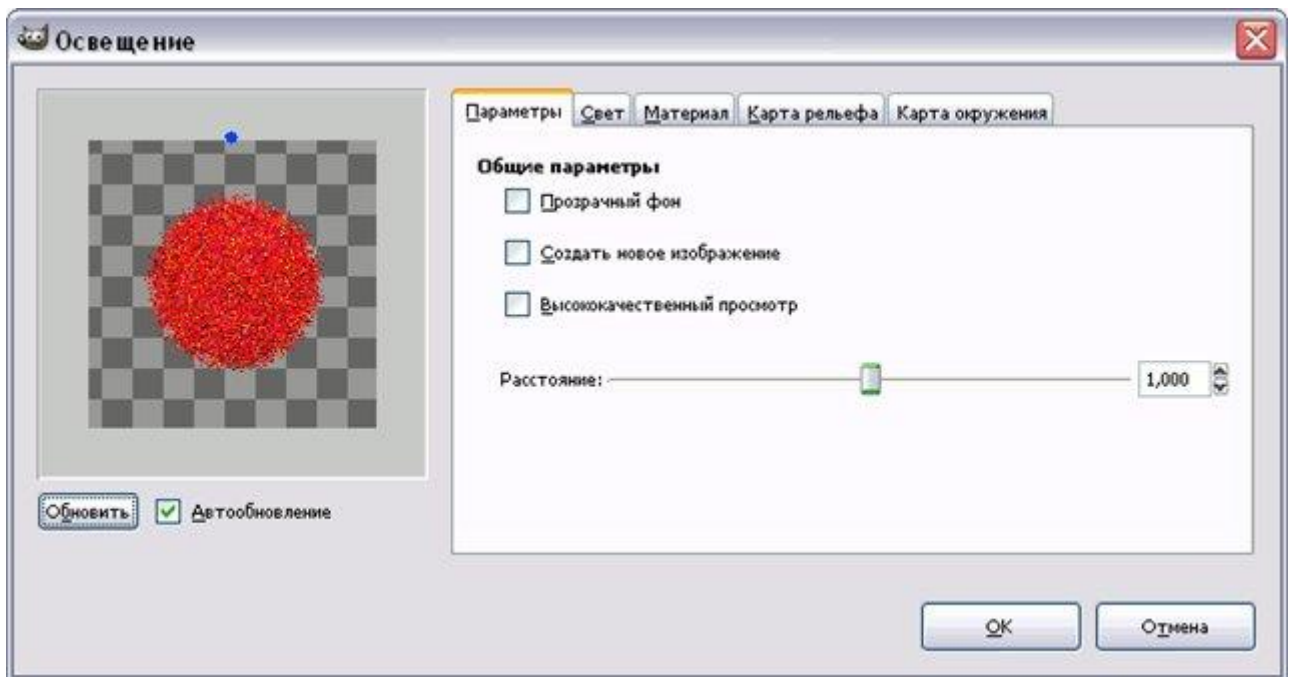 Освещение
Параметры Свет Материал Карта рельефа Карта окружения
Общие параметры
Прозрачный фон
Создать новое изображение
Высококачественный просмотр
Расстояние: 1,000
Обновить Автообновление
OK Отмена